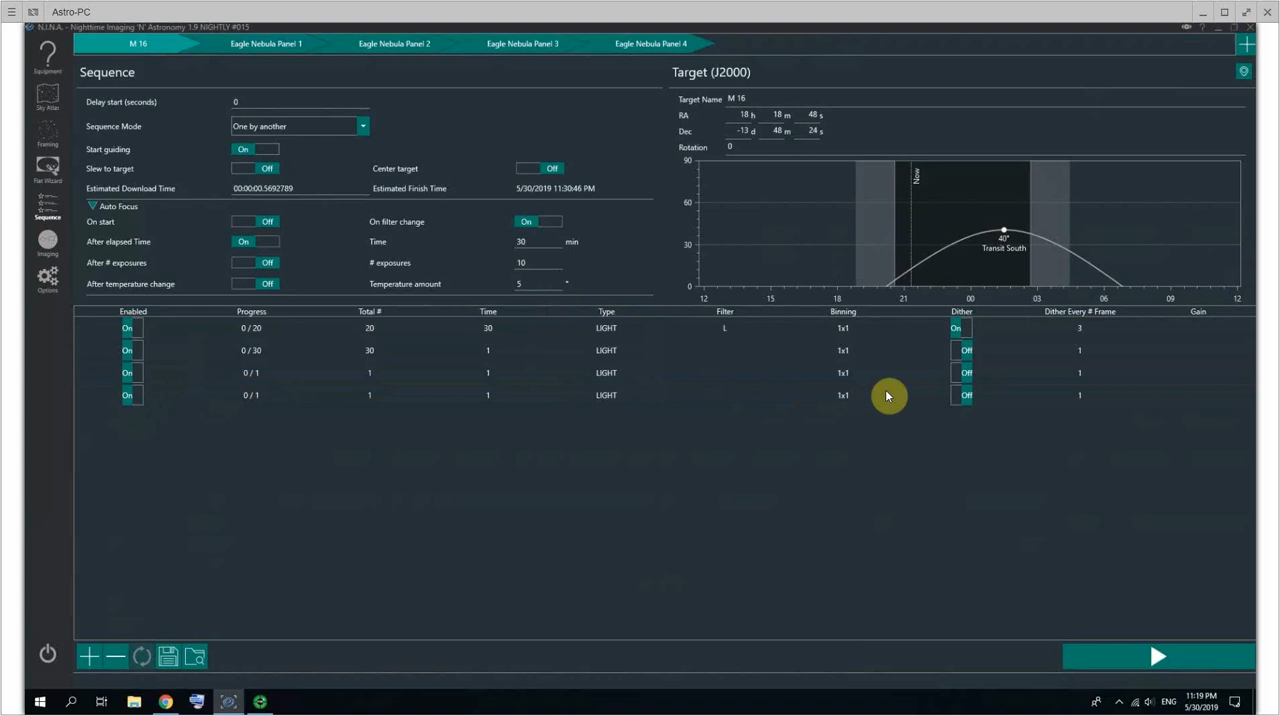 Astro-PC
N.I.N.A. - Nighttime Imaging 'N' Astronomy 1.9 NIGHTLY #015
M 16 Eagle Nebula Panel 1 Eagle Nebula Panel 2 Eagle Nebula Panel 3 Eagle Nebula Panel 4
Equipment
Sky Atlas
Framing
Flat Wizard
Sequence
Imaging
Options
Sequence
Delay start (seconds) 0
Sequence Mode One by another
Start guiding On
Slew to target Off Center target Off
Estimated Download Time 00:00:00.5692789 Estimated Finish Time 5/30/2019 11:30:46 PM
Auto Focus
On start Off On filter change On
After elapsed Time On Time 30 min
After # exposures Off # exposures 10
After temperature change Off Temperature amount 5 °
Target (J2000)
Target Name M 16
RA 18 h 18 m 48 s
Dec -13 d 48 m 24 s
Rotation 0
90
60
30
0
Now
40°
Transit South
12 15 18 21 00 03 06 09 12
Enabled Progress Total # Time Type Filter Binning Dither Dither Every # Frame Gain
On 0 / 20 20 30 LIGHT L 1x1 On 3
On 0 / 30 30 1 LIGHT 1x1 Off 1
On 0 / 1 1 1 LIGHT 1x1 Off 1
On 0 / 1 1 1 LIGHT 1x1 Off 1
ENG 11:19 PM
5/30/2019